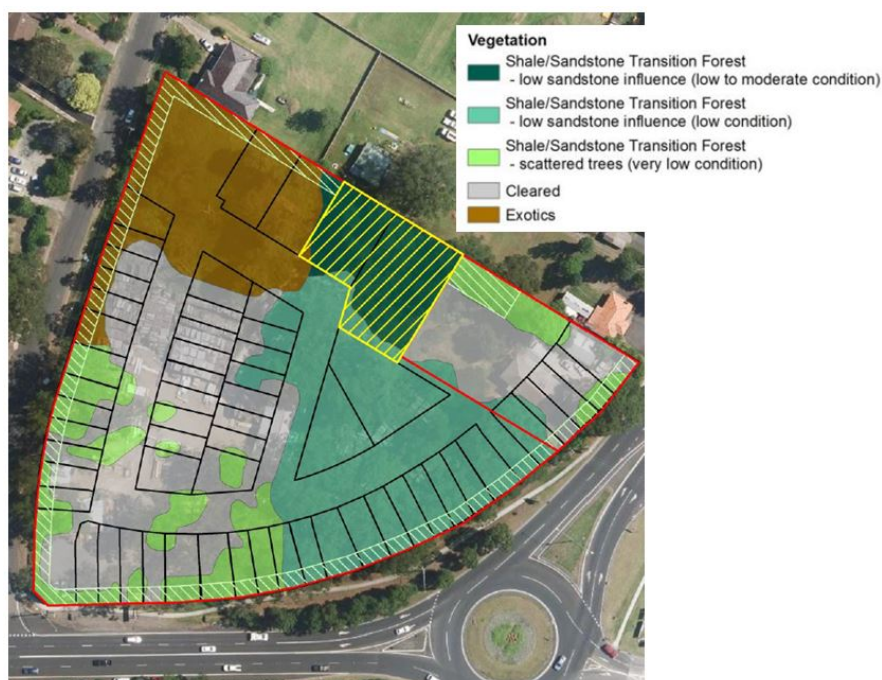 Vegetation
Shale/Sandstone Transition Forest
- low sandstone influence (low to moderate condition)
Shale/Sandstone Transition Forest
- low sandstone influence (low condition)
Shale/Sandstone Transition Forest
- scattered trees (very low condition)
Cleared
Exotics